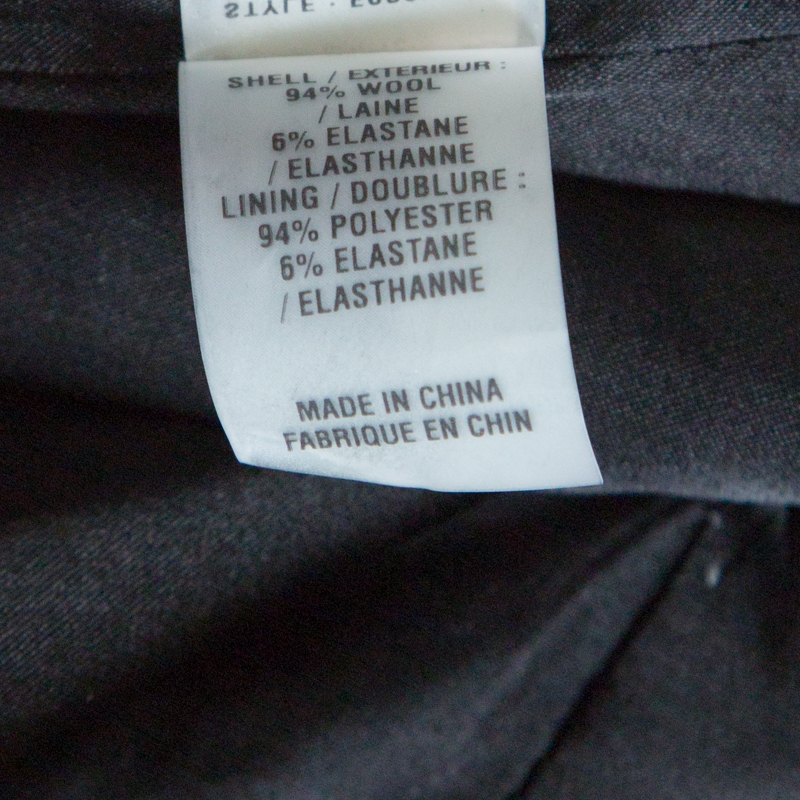 STYLE :
SHELL / EXTERIEUR :
94% WOOL
/ LAINE
6% ELASTANE
/ ELASTHANNE
LINING / DOUBLURE :
94% POLYESTER
6% ELASTANE
/ ELASTHANNE
MADE IN CHINA
FABRIQUE EN CHIN